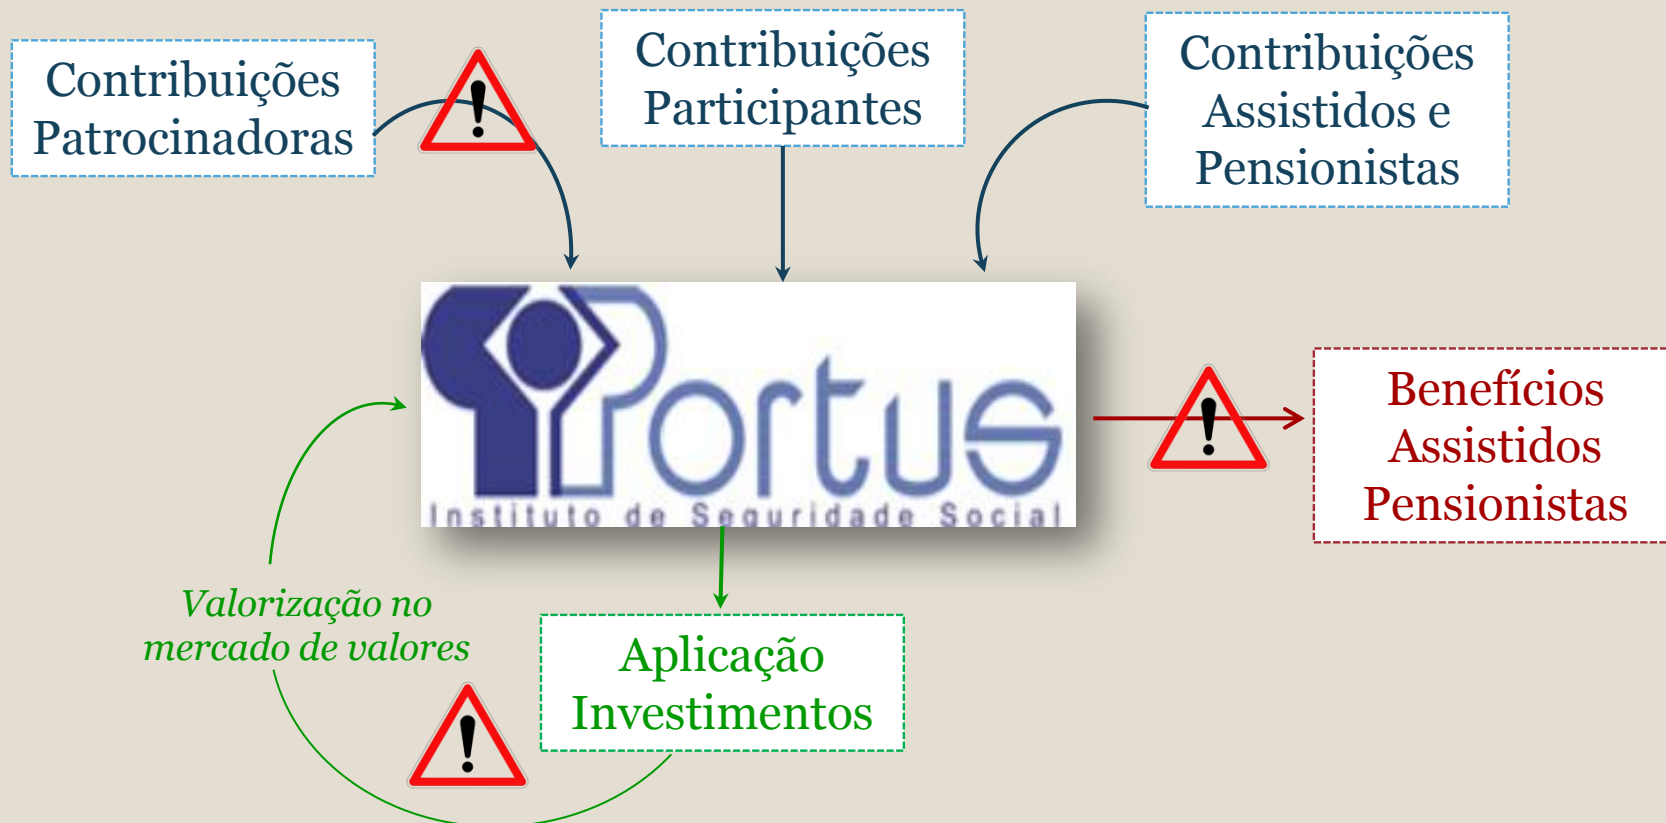 Contribuições
Patrocinadoras
Contribuições
Participantes
Contribuições
Assistidos e
Pensionistas
Portus
Instituto de Seguridade Social
Benefícios
Assistidos
Pensionistas
Valorização no
mercado de valores
Aplicação
Investimentos